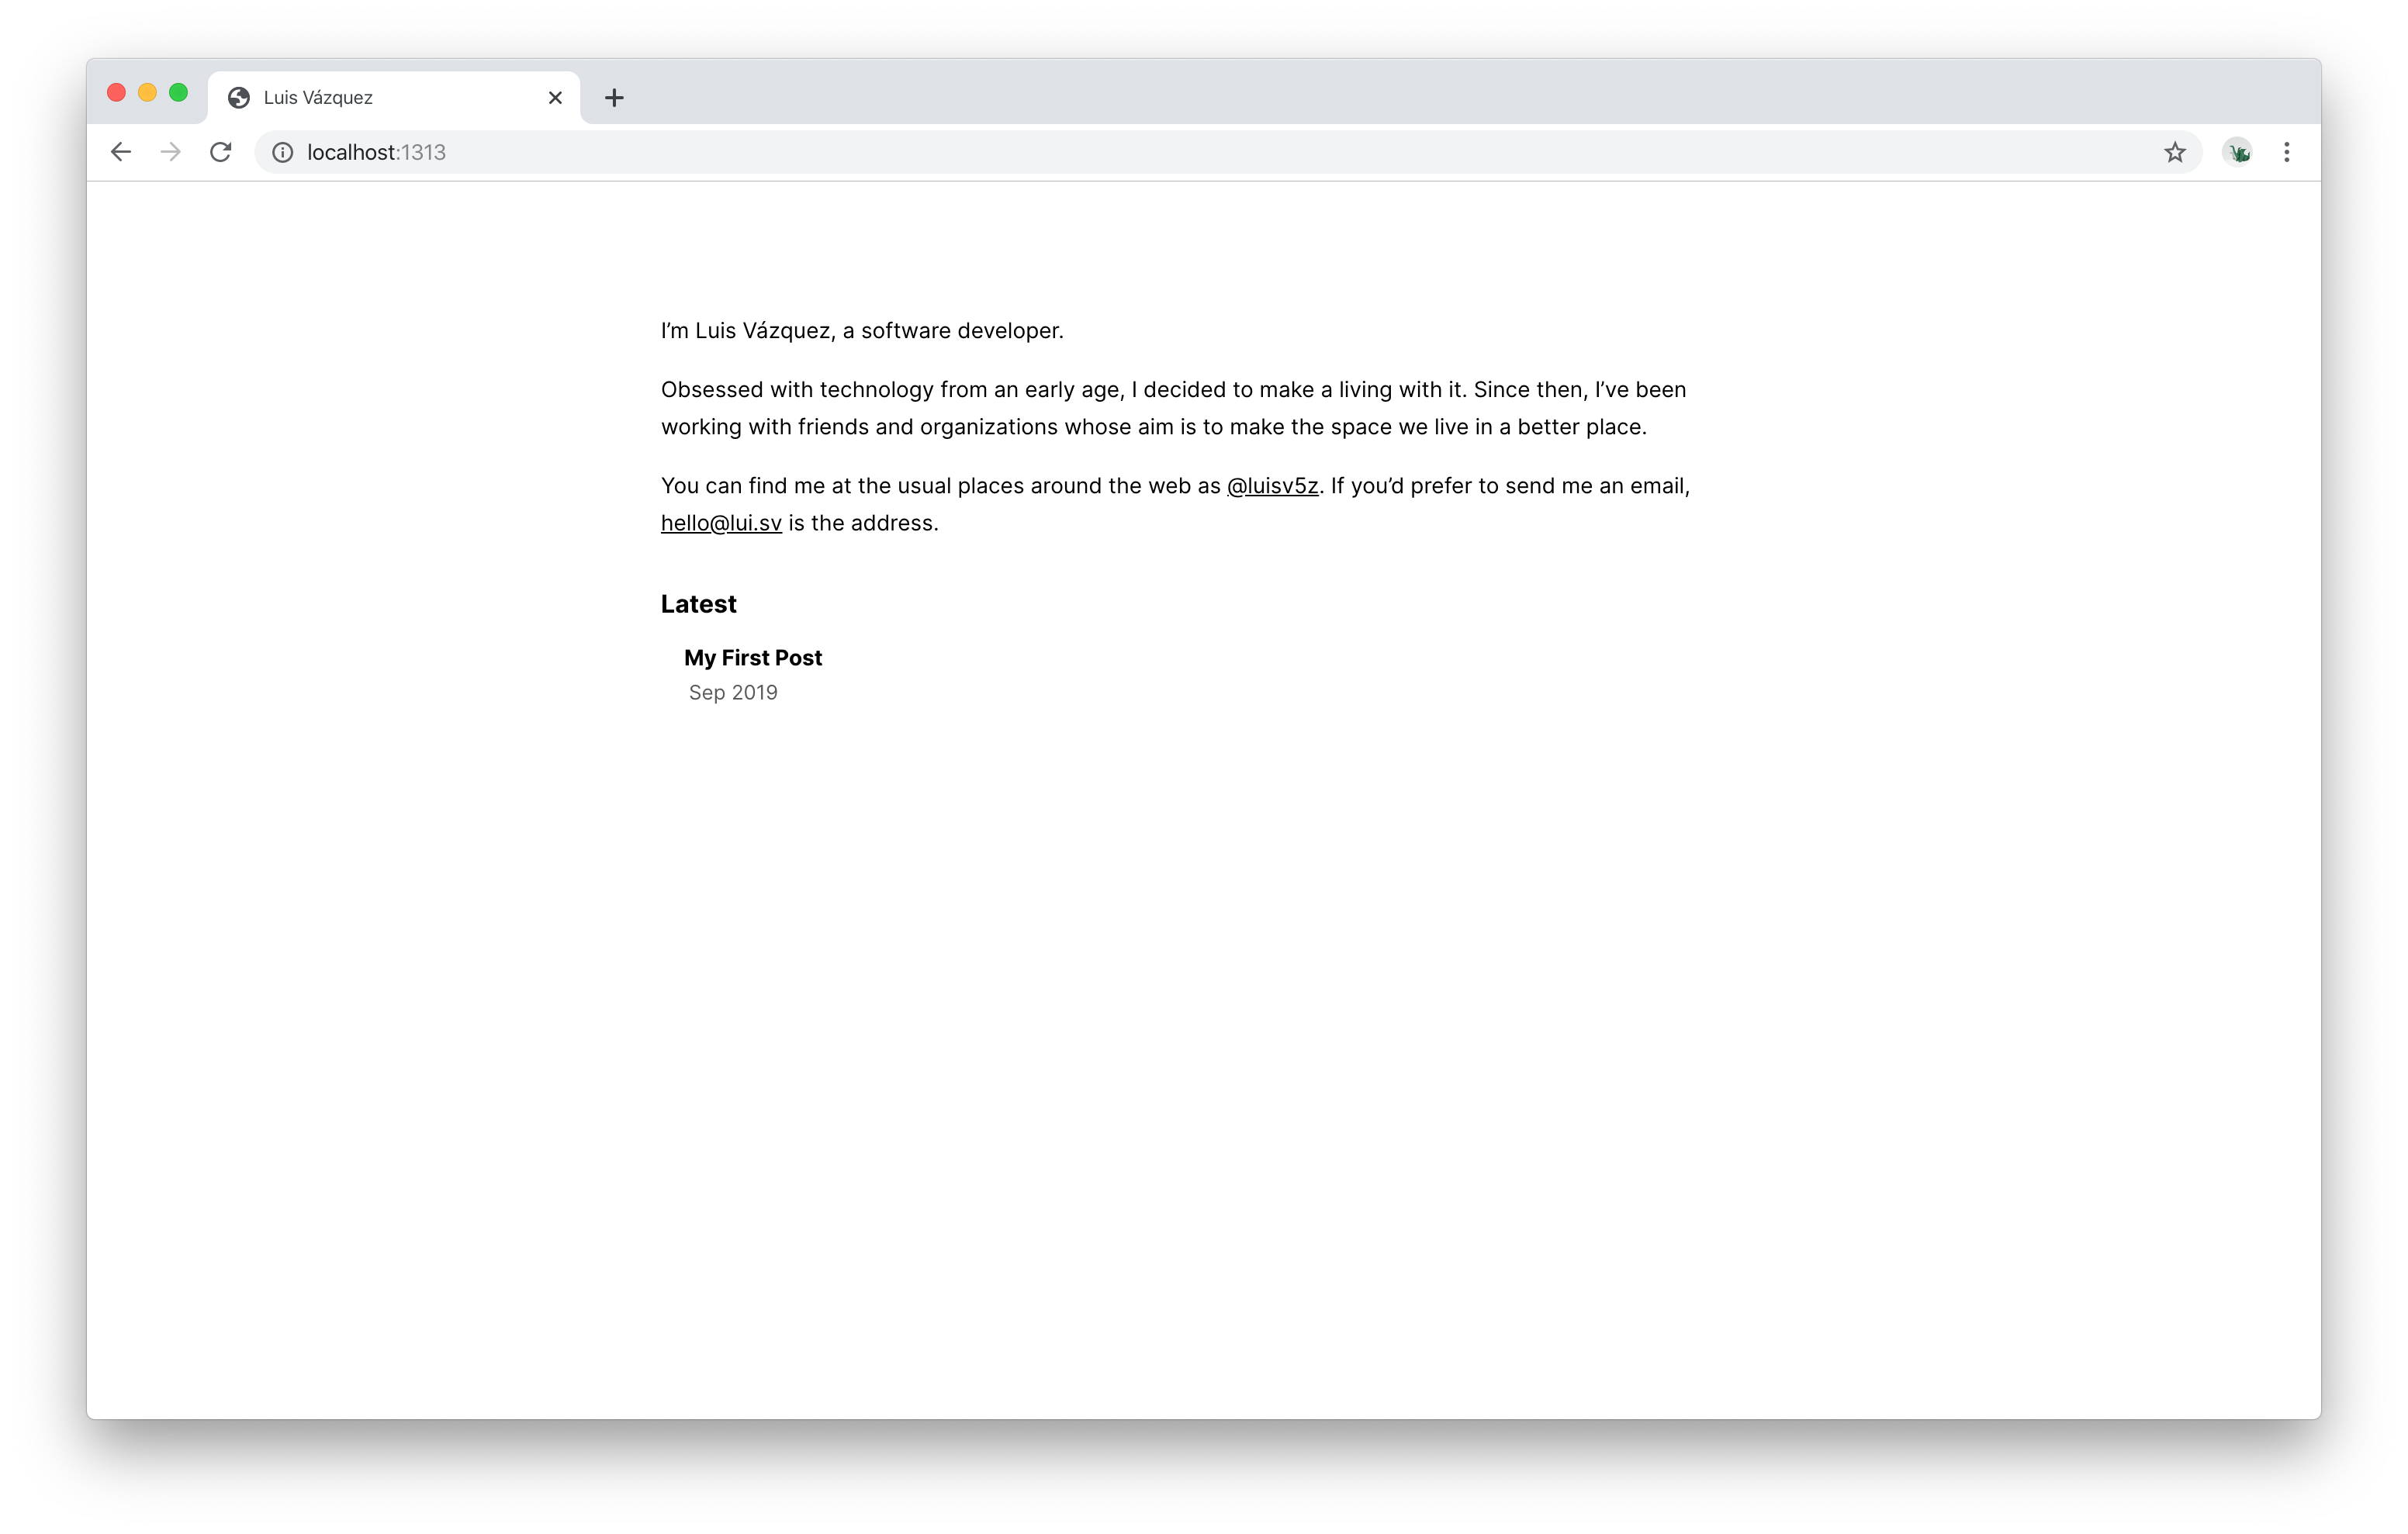 Luis Vázquez
localhost:1313
I’m Luis Vázquez, a software developer.
Obsessed with technology from an early age, I decided to make a living with it. Since then, I’ve been
working with friends and organizations whose aim is to make the space we live in a better place.
You can find me at the usual places around the web as @luisv5z. If you’d prefer to send me an email,
hello@lui.sv is the address.
Latest
My First Post
Sep 2019